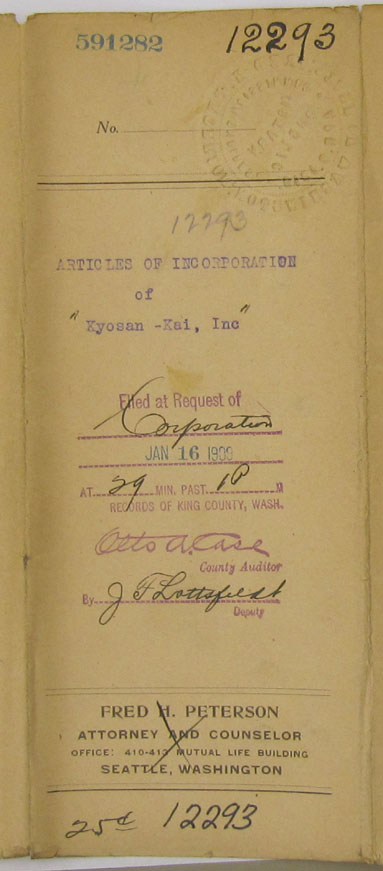 591282 12293
No.
12293
ARTICLES OF INCORPORATION
of
"Kyosan -Kai, Inc"
Filed at Request of
Corporation
JAN 16 1909
AT 29 MIN. PAST 1 P M
RECORDS OF KING COUNTY, WASH.
Otto A. Case
County Auditor
By J F Lottsfeldt
Deputy
FRED H. PETERSON
ATTORNEY AND COUNSELOR
OFFICE: 410-413 MUTUAL LIFE BUILDING
SEATTLE, WASHINGTON
25¢ 12293